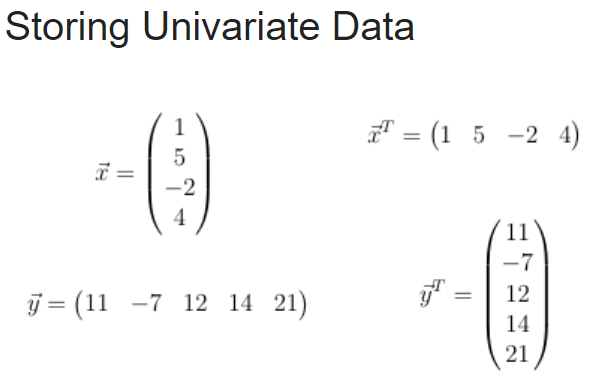 Storing Univariate Data
x⃗ = (1 5 −2 4)
x⃗ᵀ = (1 5 −2 4)
y⃗ = (11 −7 12 14 21)
y⃗ᵀ = (11 −7 12 14 21)